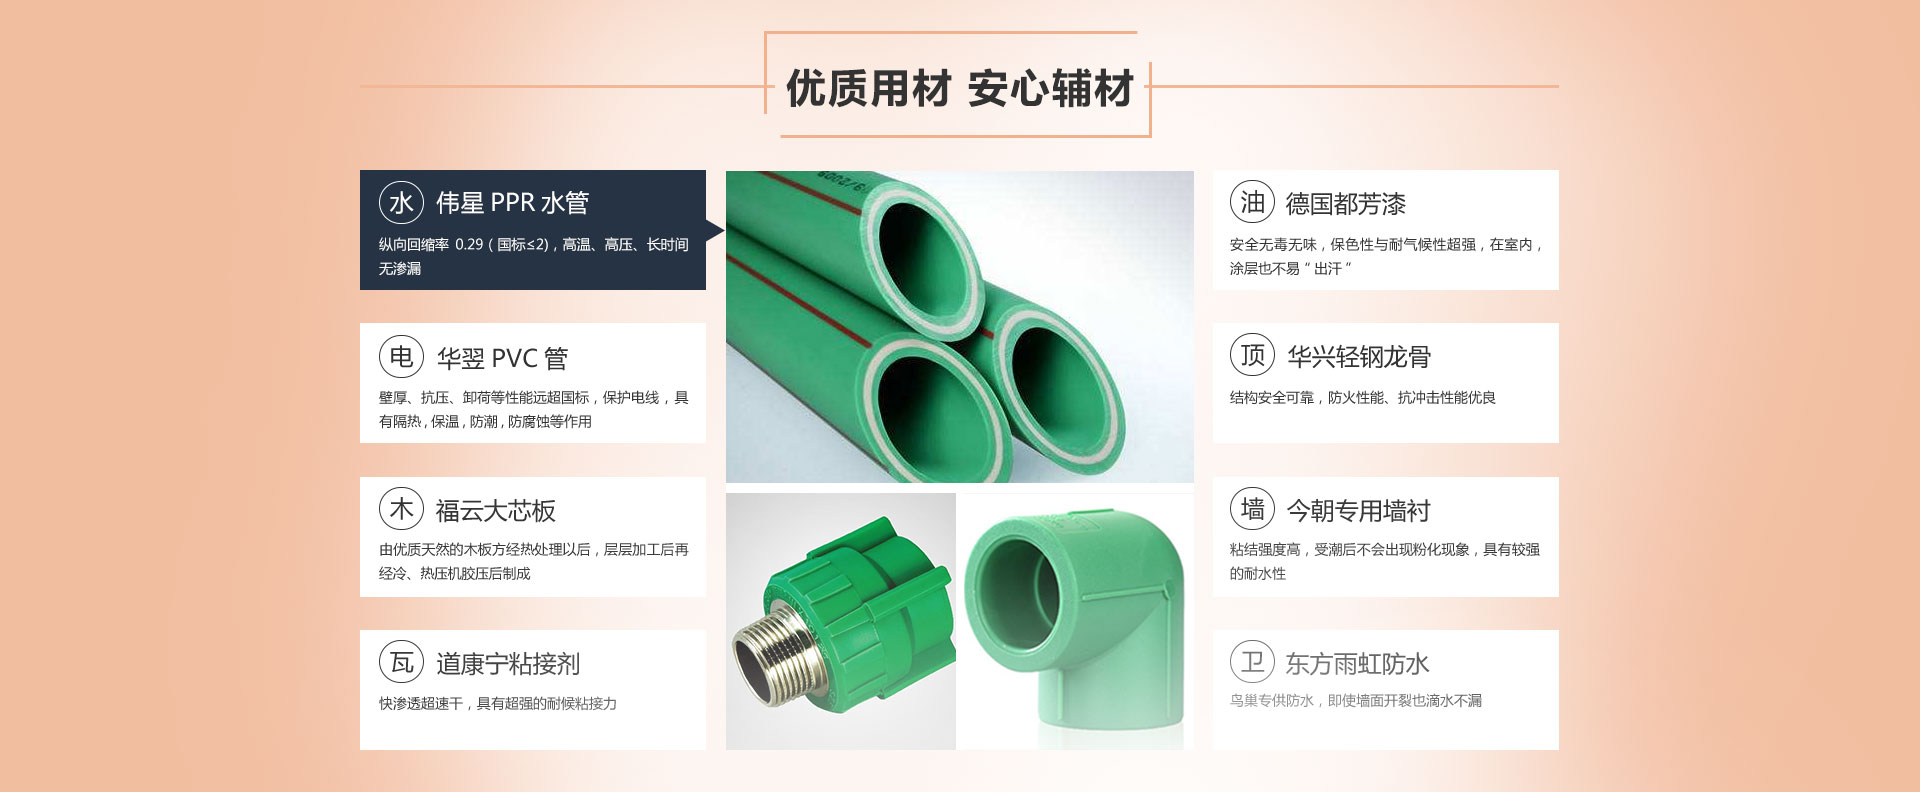 优质用材 安心辅材
水 伟星 PPR 水管
纵向回缩率 0.29（国标≤2)，高温、高压、长时间
无渗漏
电 华翌 PVC 管
壁厚、抗压、卸荷等性能远超国标，保护电线，具
有隔热 , 保温 , 防潮 , 防腐蚀等作用
木 福云大芯板
由优质天然的木板方经热处理以后，层层加工后再
经冷、热压机胶压后制成
瓦 道康宁粘接剂
快渗透超速干，具有超强的耐候粘接力
油 德国都芳漆
安全无毒无味，保色性与耐气候性超强，在室内，
涂层也不易 “ 出汗 ”
顶 华兴轻钢龙骨
结构安全可靠，防火性能、抗冲击性能优良
墙 今朝专用墙衬
粘结强度高，受潮后不会出现粉化现象，具有较强
的耐水性
卫 东方雨虹防水
鸟巢专供防水，即使墙面开裂也滴水不漏